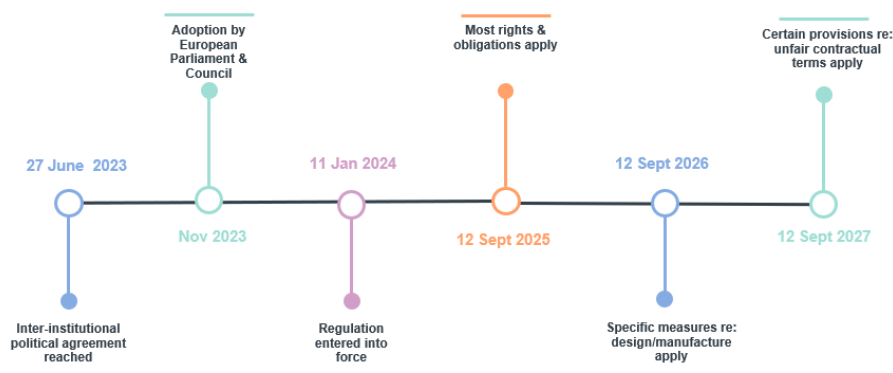 Adoption by
European
Parliament &
Council
Most rights &
obligations apply
Certain provisions re:
unfair contractual
terms apply
27 June 2023
11 Jan 2024
12 Sept 2026
Nov 2023
12 Sept 2025
12 Sept 2027
Inter-institutional
political agreement
reached
Regulation
entered into
force
Specific measures re:
design/manufacture
apply